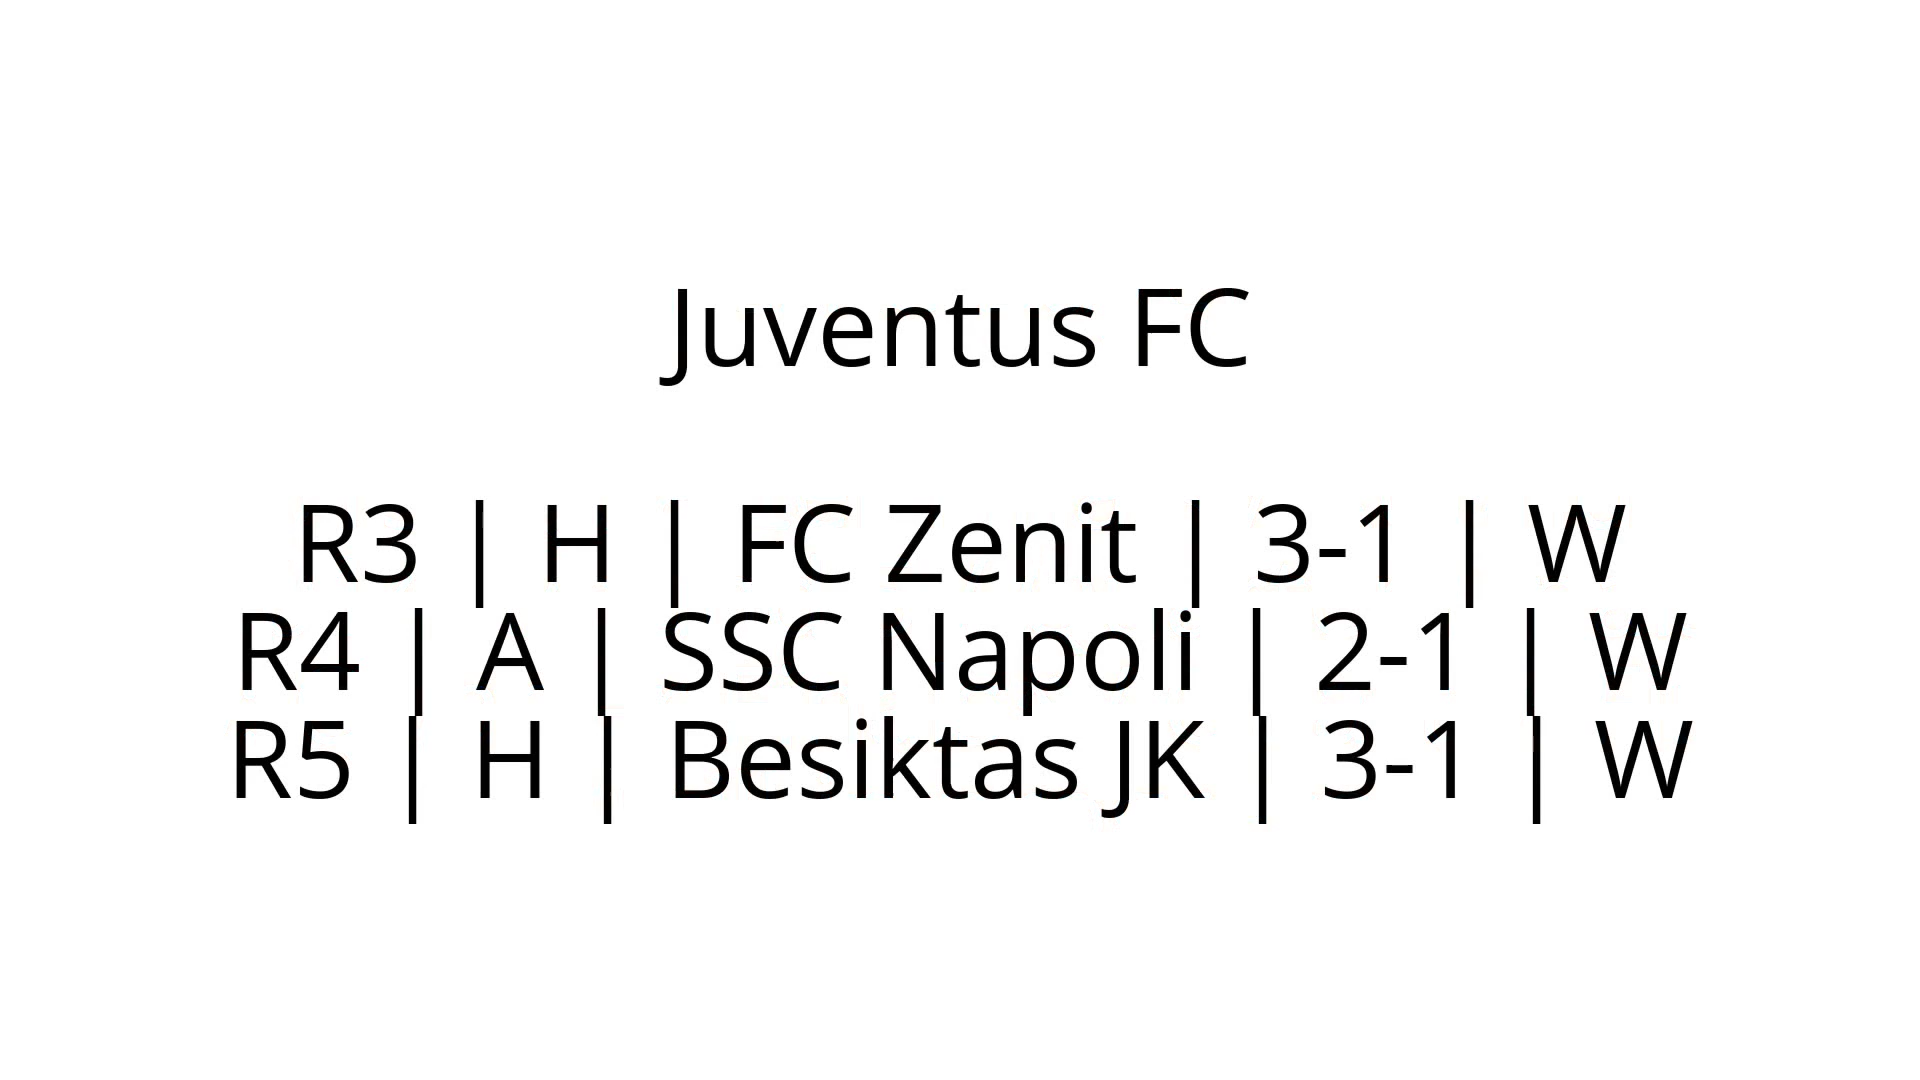 Juventus FC
R3 | H | FC Zenit | 3-1 | W
R4 | A | SSC Napoli | 2-1 | W
R5 | H | Besiktas JK | 3-1 | W